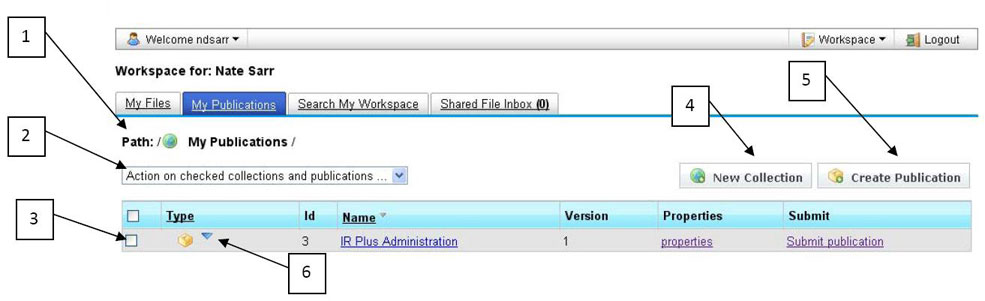 1
Welcome ndsarr
Workspace
Logout
5
Workspace for: Nate Sarr
4
My Files
My Publications
Search My Workspace
Shared File Inbox (0)
2
Path: / My Publications /
Action on checked collections and publications ...
New Collection
Create Publication
3
Type
Id
Name
Version
Properties
Submit
3
IR Plus Administration
1
properties
Submit publication
6